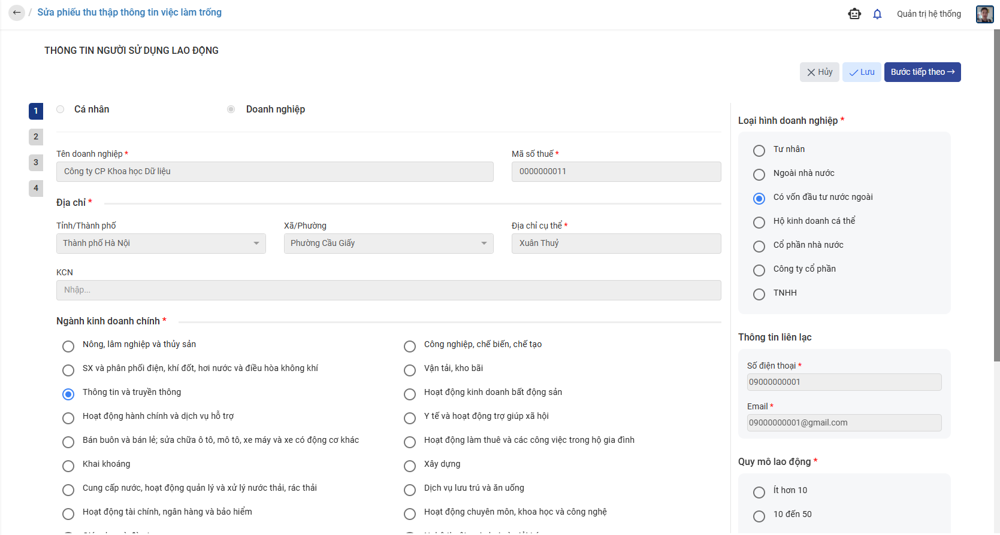 / Sửa phiếu thu thập thông tin việc làm trống
Quản trị hệ thống
THÔNG TIN NGƯỜI SỬ DỤNG LAO ĐỘNG
Hủy
Lưu
Bước tiếp theo→
1
2
3
4
Cá nhân
Doanh nghiệp
Tên doanh nghiệp *
Công ty CP Khoa học Dữ liệu
Mã số thuế *
0000000011
Địa chỉ *
Tỉnh/Thành phố
Thành phố Hà Nội
Xã/Phường
Phường Cầu Giấy
Địa chỉ cụ thể *
Xuân Thuỷ
KCN
Nhập...
Ngành kinh doanh chính *
Nông, lâm nghiệp và thủy sản
Công nghiệp, chế biến, chế tạo
SX và phân phối điện, khí đốt, hơi nước và điều hòa không khí
Vận tải, kho bãi
Thông tin và truyền thông
Hoạt động kinh doanh bất động sản
Hoạt động hành chính và dịch vụ hỗ trợ
Y tế và hoạt động trợ giúp xã hội
Bán buôn và bán lẻ; sửa chữa ô tô, mô tô, xe máy và xe có động cơ khác
Hoạt động làm thuê và các công việc trong hộ gia đình
Khai khoáng
Xây dựng
Cung cấp nước, hoạt động quản lý và xử lý nước thải, rác thải
Dịch vụ lưu trú và ăn uống
Hoạt động tài chính, ngân hàng và bảo hiểm
Hoạt động chuyên môn, khoa học và công nghệ
Loại hình doanh nghiệp *
Tư nhân
Ngoài nhà nước
Có vốn đầu tư nước ngoài
Hộ kinh doanh cá thể
Cổ phần nhà nước
Công ty cổ phần
TNHH
Thông tin liên lạc
Số điện thoại *
09000000001
Email *
09000000001@gmail.com
Quy mô lao động *
Ít hơn 10
10 đến 50